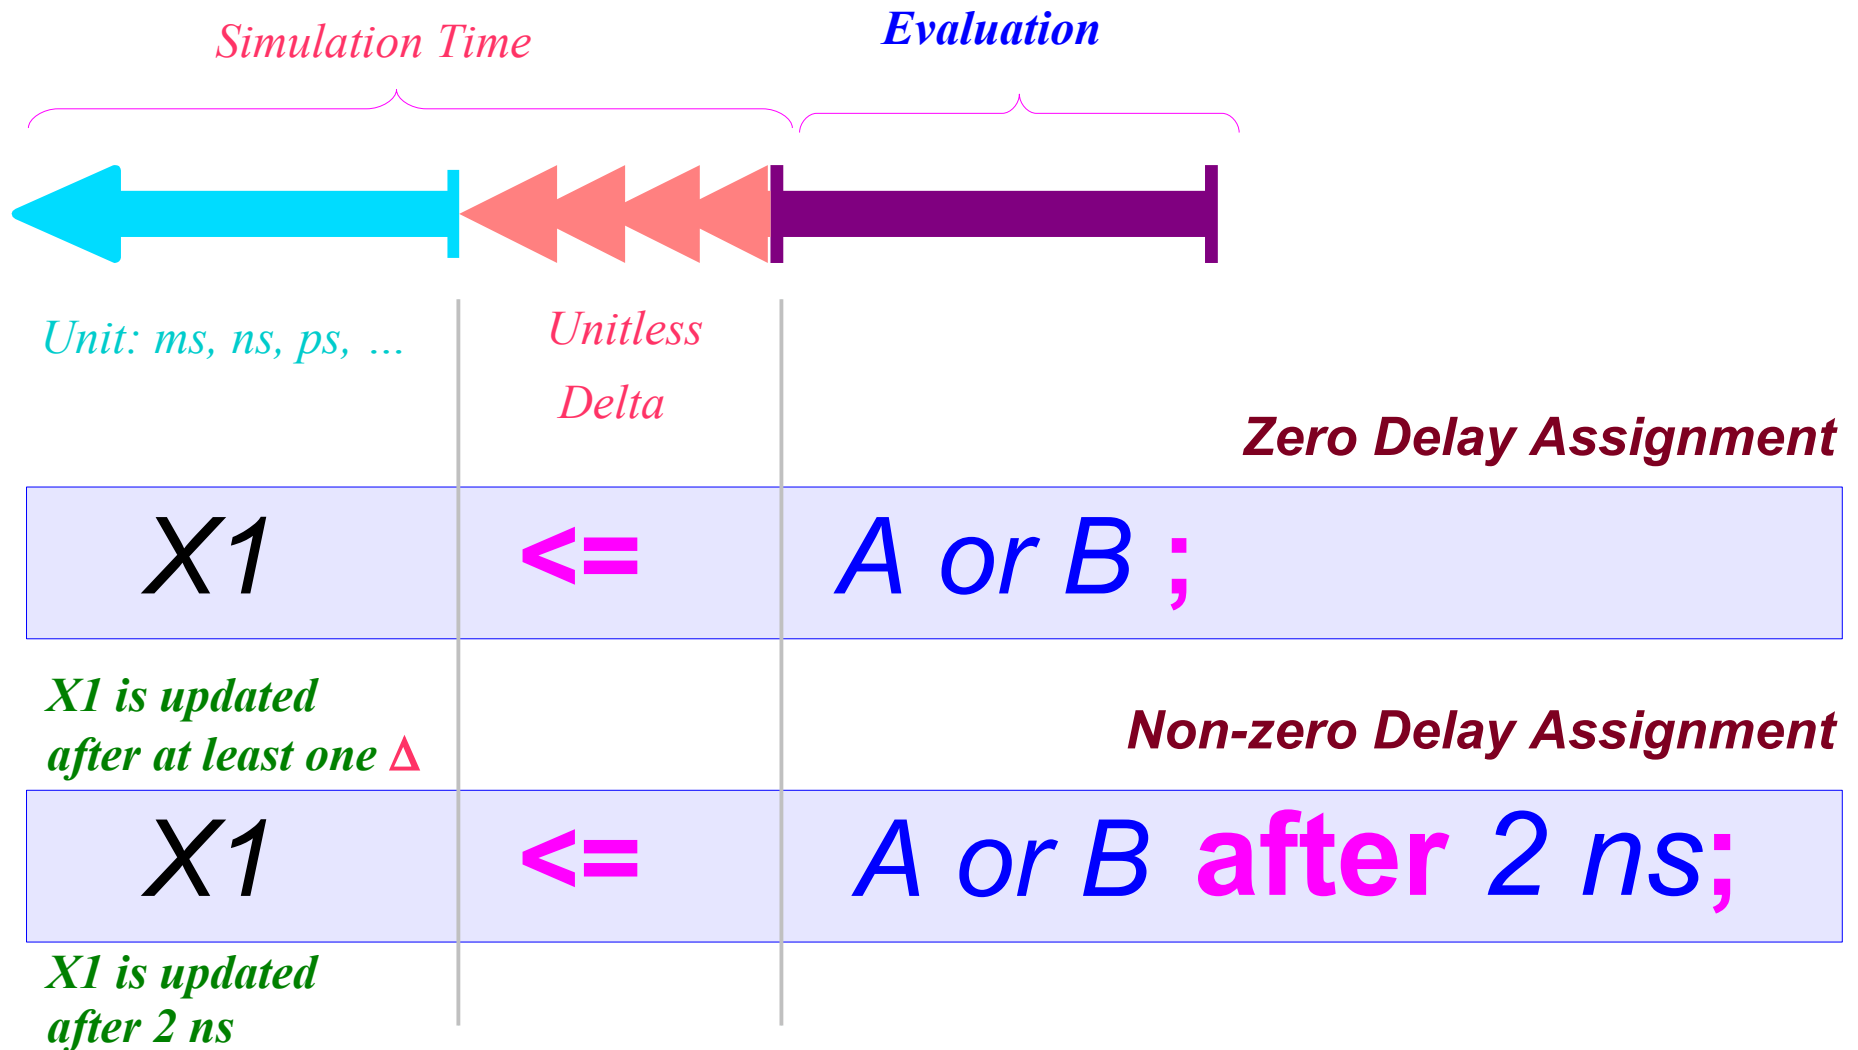 Simulation Time
Evaluation
Unit: ms, ns, ps, ...
Unitless
Delta
Zero Delay Assignment
X1 <= A or B ;
X1 is updated
after at least one Δ
Non-zero Delay Assignment
X1 <= A or B after 2 ns;
X1 is updated
after 2 ns